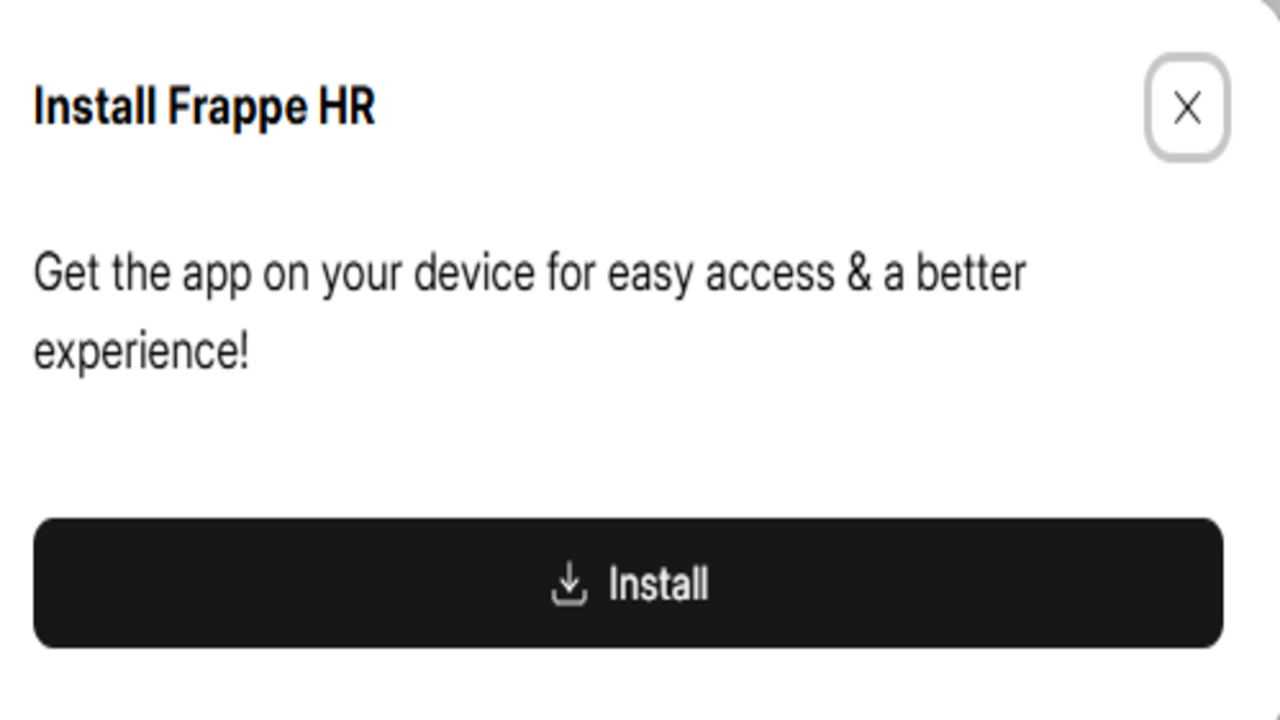 Install Frappe HR
Get the app on your device for easy access & a better
experience!
Install